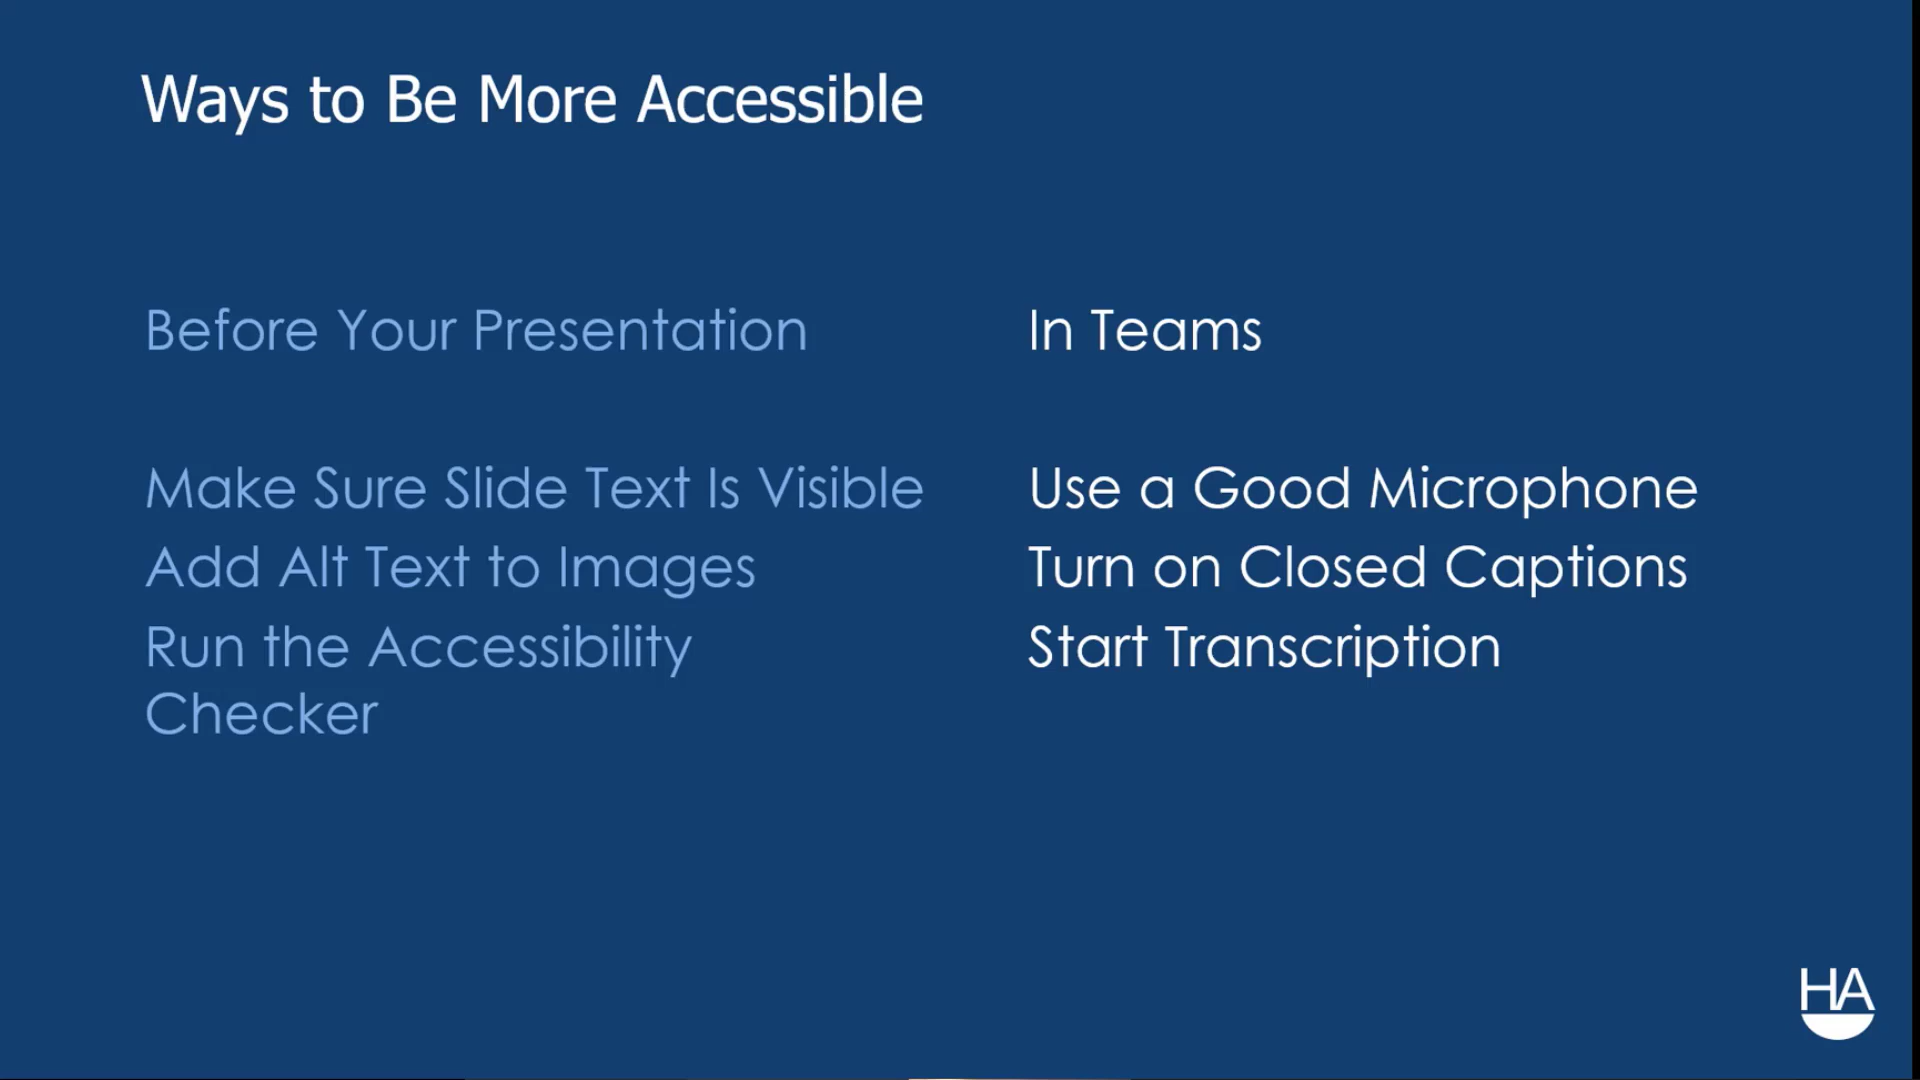 Ways to Be More Accessible
Before Your Presentation
Make Sure Slide Text Is Visible
Add Alt Text to Images
Run the Accessibility
Checker
In Teams
Use a Good Microphone
Turn on Closed Captions
Start Transcription
HA